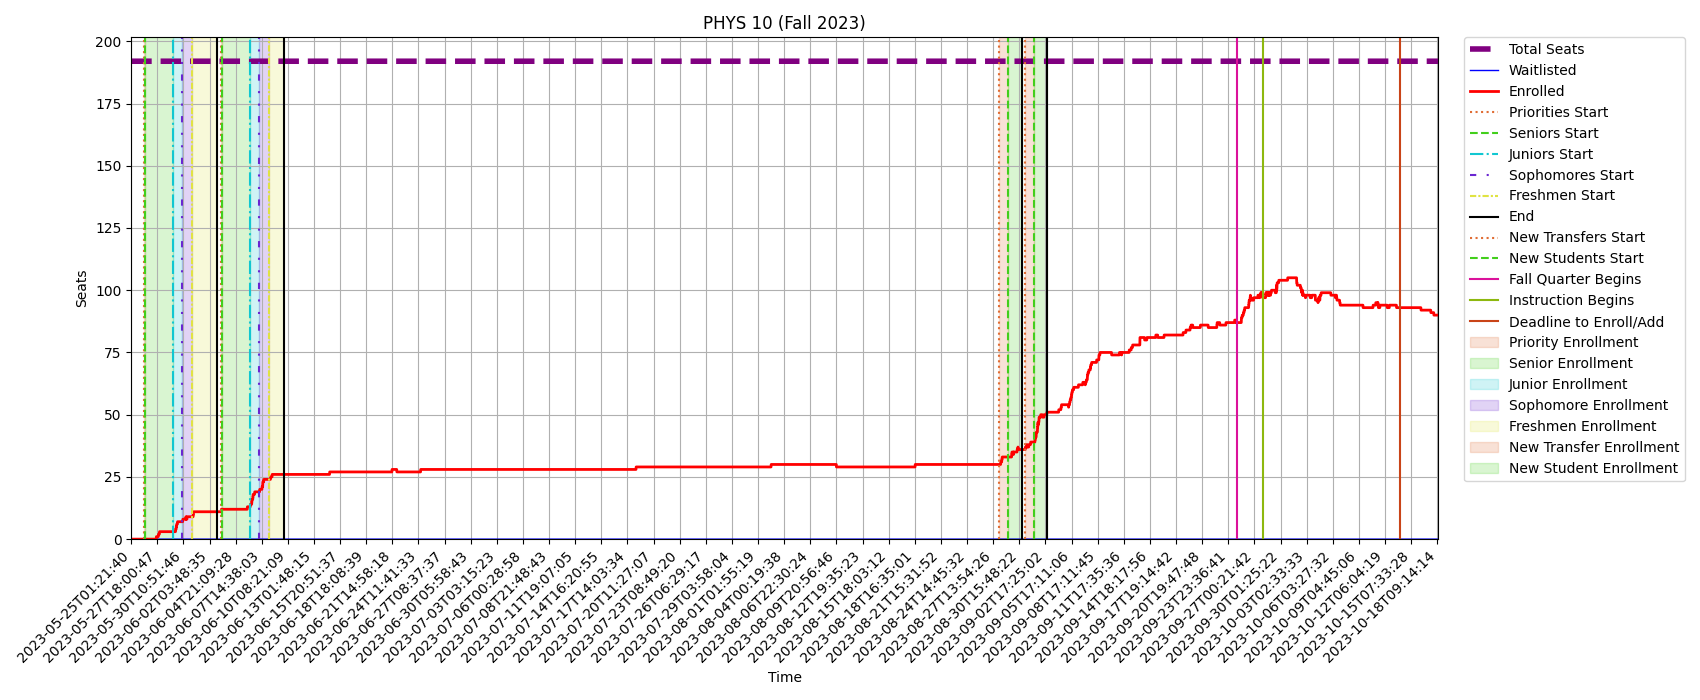 PHYS 10 (Fall 2023)
200
175
150
125
100
75
50
25
0
Seats
2023-05-25T01:21:40
2023-05-27T18:00:47
2023-05-30T10:51:46
2023-06-02T03:48:35
2023-06-04T21:09:28
2023-06-07T14:38:03
2023-06-10T08:21:09
2023-06-13T01:48:15
2023-06-15T20:51:37
2023-06-18T18:08:39
2023-06-21T14:58:18
2023-06-24T11:41:33
2023-06-27T08:37:37
2023-06-30T05:58:43
2023-07-03T03:15:23
2023-07-06T00:28:58
2023-07-08T21:48:43
2023-07-11T19:07:05
2023-07-14T16:20:55
2023-07-17T14:03:34
2023-07-20T11:27:07
2023-07-23T08:49:20
2023-07-26T06:29:17
2023-07-29T03:58:04
2023-08-01T01:55:19
2023-08-04T00:19:38
2023-08-06T22:30:24
2023-08-09T20:56:46
2023-08-12T19:35:23
2023-08-15T18:03:12
2023-08-18T16:35:01
2023-08-21T15:31:52
2023-08-24T14:45:32
2023-08-27T13:54:26
2023-08-30T15:48:22
2023-09-02T17:25:02
2023-09-05T17:11:06
2023-09-08T17:11:45
2023-09-11T17:35:36
2023-09-14T18:17:56
2023-09-17T19:14:42
2023-09-20T19:47:48
2023-09-23T23:36:41
2023-09-27T00:21:42
2023-09-30T01:25:22
2023-10-03T02:33:33
2023-10-06T03:27:32
2023-10-09T04:45:06
2023-10-12T06:04:19
2023-10-15T07:33:28
2023-10-18T09:14:14
Time
Total Seats
Waitlisted
Enrolled
Priorities Start
Seniors Start
Juniors Start
Sophomores Start
Freshmen Start
End
New Transfers Start
New Students Start
Fall Quarter Begins
Instruction Begins
Deadline to Enroll/Add
Priority Enrollment
Senior Enrollment
Junior Enrollment
Sophomore Enrollment
Freshmen Enrollment
New Transfer Enrollment
New Student Enrollment